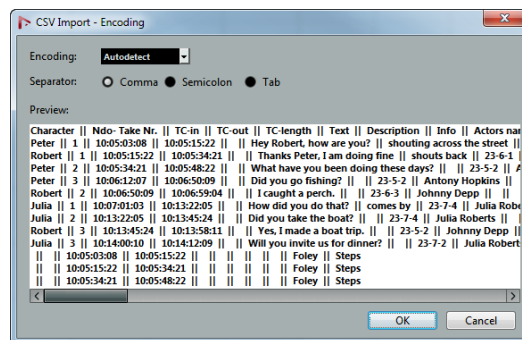 CSV Import - Encoding
Encoding: Autodetect
Separator: Comma Semicolon Tab
Preview:
Character || Ndo- Take Nr. || TC-in || TC-out || TC-length || Text || Description || Info || Actors nar
Peter || 1 || 10:05:03:08 || 10:05:15:22 || || Hey Robert, how are you? || shouting across the street ||
Robert || 1 || 10:05:15:22 || 10:05:34:21 || || Thanks Peter, I am doing fine || shouts back || 23-6-1 |
Peter || 2 || 10:05:34:21 || 10:05:48:22 || || What have you been doing these days? || || 23-5-2 || A
Peter || 3 || 10:06:12:07 || 10:06:50:09 || || Did you go fishing? || || 23-5-2 || Antony Hopkins ||
Robert || 2 || 10:06:50:09 || 10:06:59:04 || || I caught a perch. || || 23-6-3 || Johnny Depp || ||
Julia || 1 || 10:07:01:03 || 10:13:22:05 || || How did you do that? || comes by || 23-7-4 || Julia Robe
Julia || 2 || 10:13:22:05 || 10:13:45:24 || || Did you take the boat? || || 23-7-4 || Julia Roberts || |
Robert || 3 || 10:13:45:24 || 10:13:58:11 || || Yes, I made a boat trip. || || 23-5-2 || Johnny Depp ||
Julia || 3 || 10:14:00:10 || 10:14:12:09 || || Will you invite us for dinner? || || 23-7-2 || Julia Robert
|| || 10:05:03:08 || 10:05:15:22 || || || || || || Foley || Steps
|| || 10:05:15:22 || 10:05:34:21 || || || || || || Foley || Steps
|| || 10:05:34:21 || 10:05:48:22 || || || || || || Foley || Steps
OK Cancel